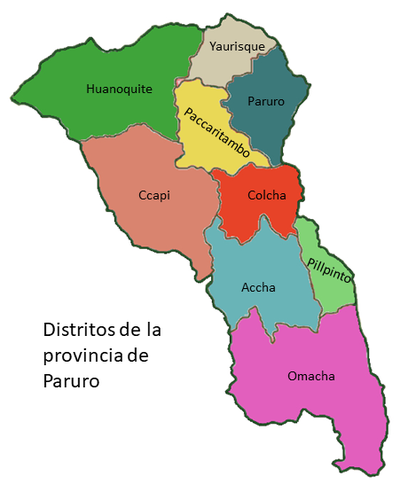 Yaurisque
Huanoquite
Paruro
Paccaritambo
Ccapi
Colcha
Pillpinto
Accha
Distritos de la
provincia de
Paruro
Omacha